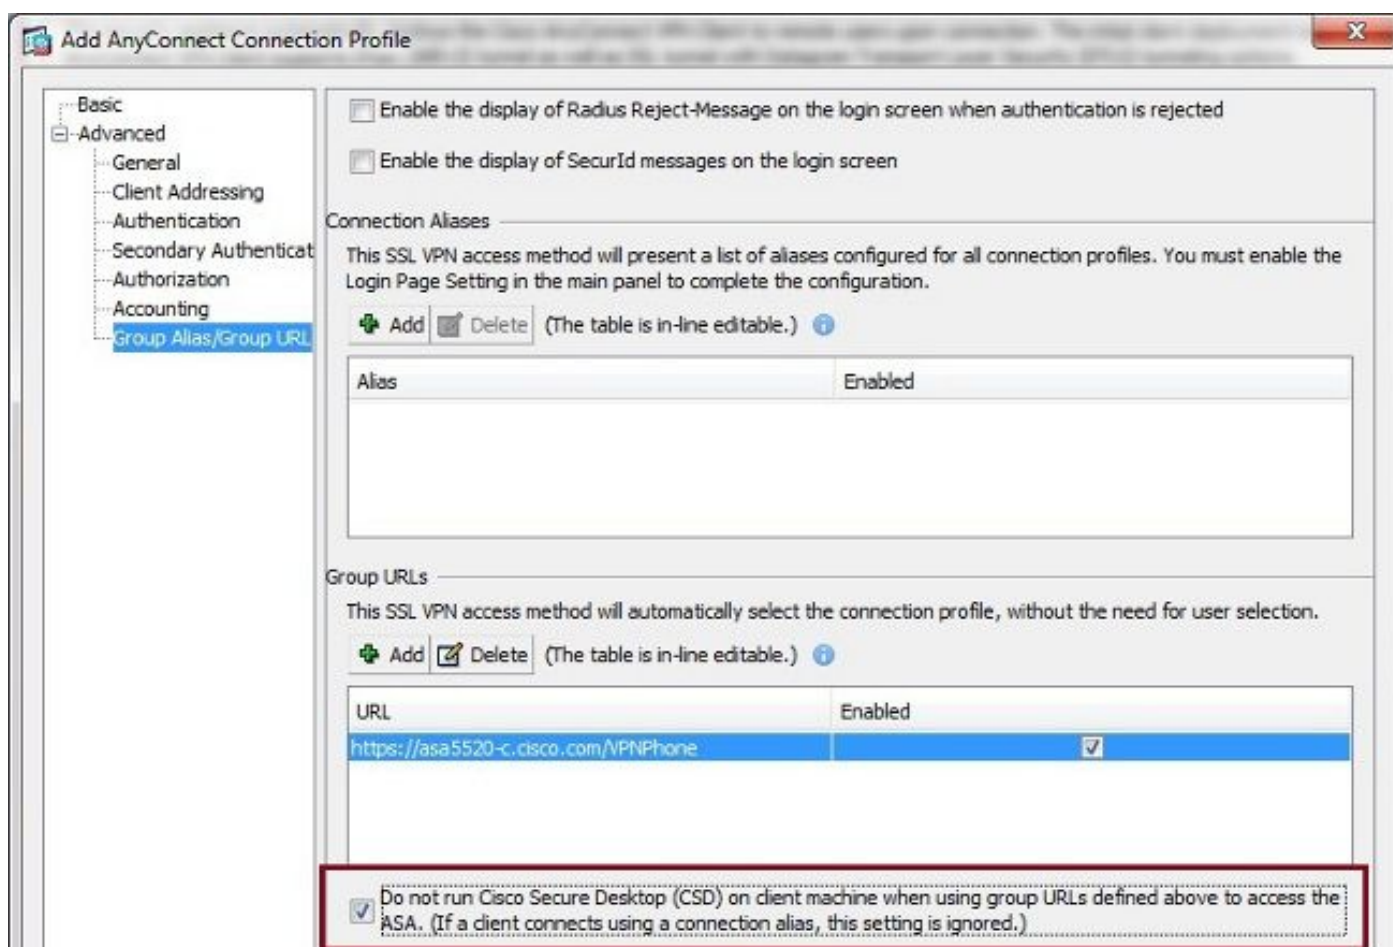 Add AnyConnect Connection Profile
Basic
Advanced
General
Client Addressing
Authentication
Secondary Authenticat
Authorization
Accounting
Group Alias/Group URL
Enable the display of Radius Reject-Message on the login screen when authentication is rejected
Enable the display of SecurId messages on the login screen
Connection Aliases
This SSL VPN access method will present a list of aliases configured for all connection profiles. You must enable the
Login Page Setting in the main panel to complete the configuration.
Add Delete (The table is in-line editable.)
Alias Enabled
Group URLs
This SSL VPN access method will automatically select the connection profile, without the need for user selection.
Add Delete (The table is in-line editable.)
URL Enabled
https://asa5520-c.cisco.com/VPNPhone
Do not run Cisco Secure Desktop (CSD) on client machine when using group URLs defined above to access the
ASA. (If a client connects using a connection alias, this setting is ignored.)